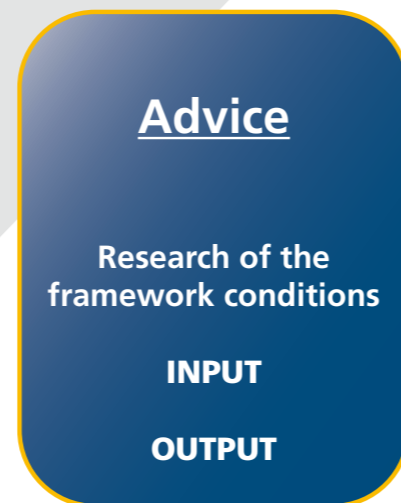 Advice
Research of the
framework conditions
INPUT
OUTPUT